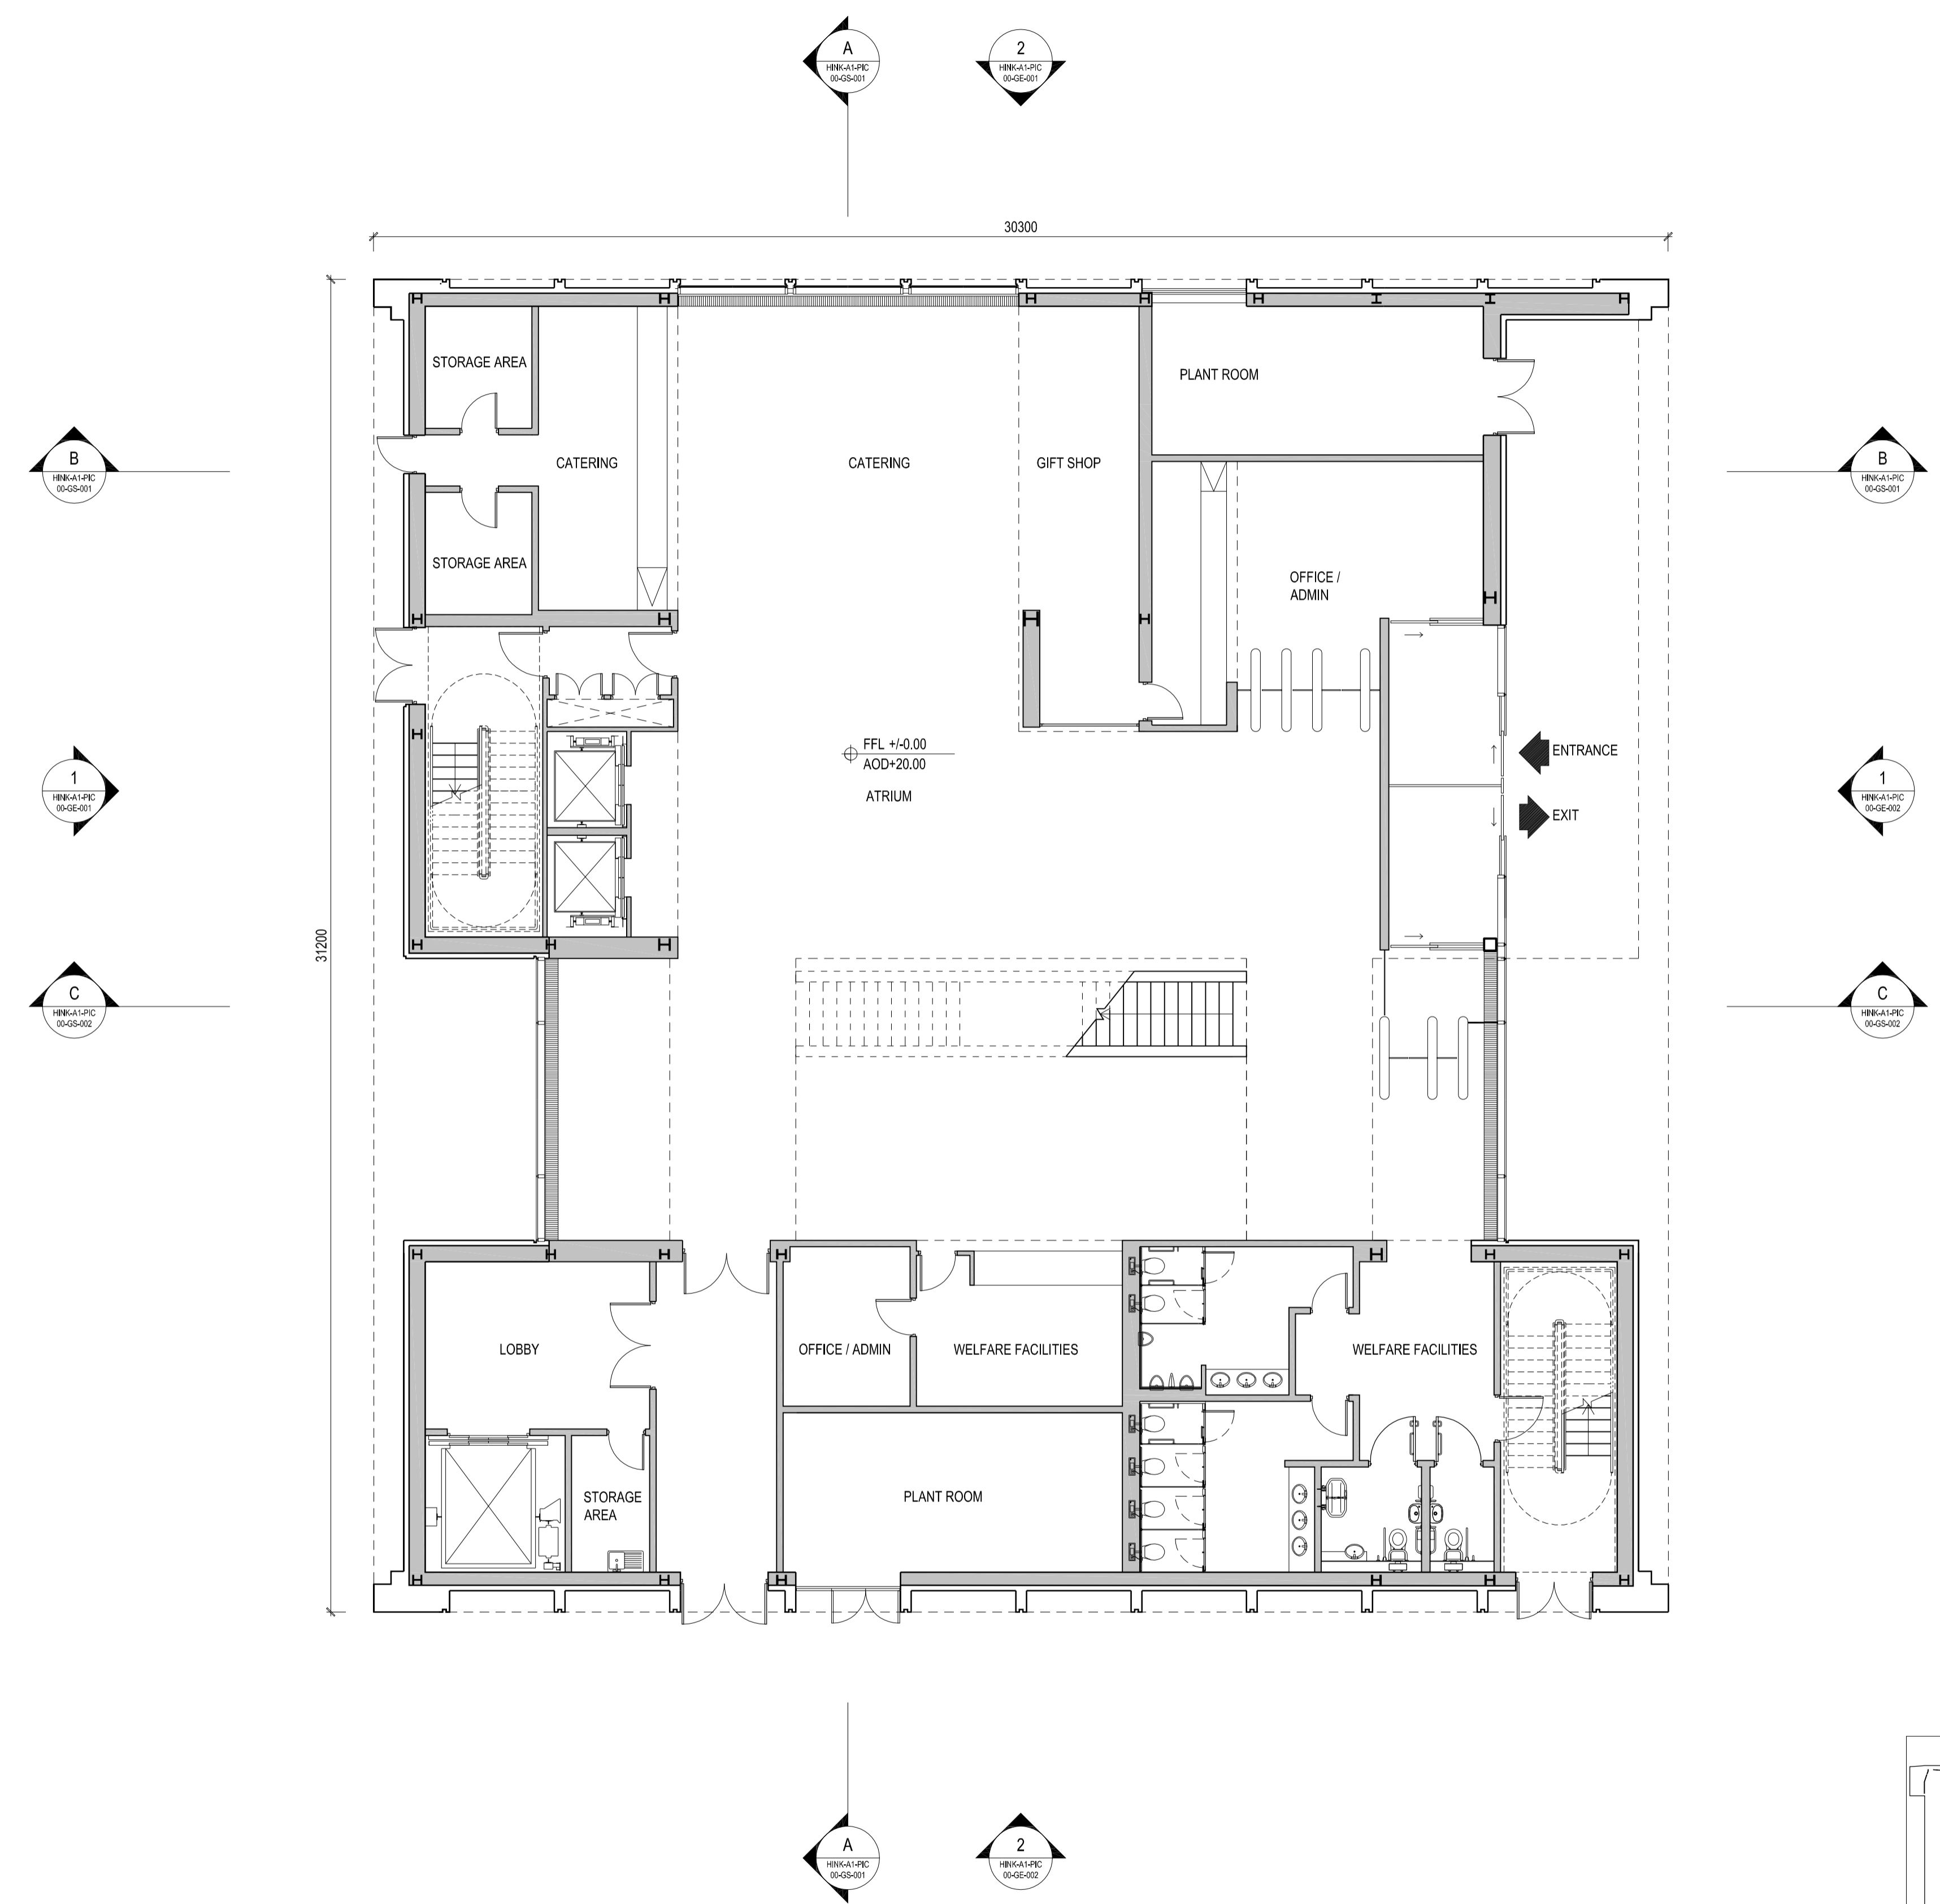 A
HINK-A1-PIC
00-GS-001
2
HINK-A1-PIC
00-GE-001
30300
STORAGE AREA
PLANT ROOM
B
HINK-A1-PIC
00-GS-001
CATERING
CATERING
GIFT SHOP
B
HINK-A1-PIC
00-GS-001
STORAGE AREA
OFFICE /
ADMIN
1
HINK-A1-PIC
00-GE-001
FFL +/-0.00
AOD+20.00
ATRIUM
ENTRANCE
EXIT
1
HINK-A1-PIC
00-GE-002
31200
C
HINK-A1-PIC
00-GS-002
C
HINK-A1-PIC
00-GS-002
LOBBY
OFFICE / ADMIN
WELFARE FACILITIES
WELFARE FACILITIES
STORAGE
AREA
PLANT ROOM
A
HINK-A1-PIC
00-GS-001
2
HINK-A1-PIC
00-GE-002